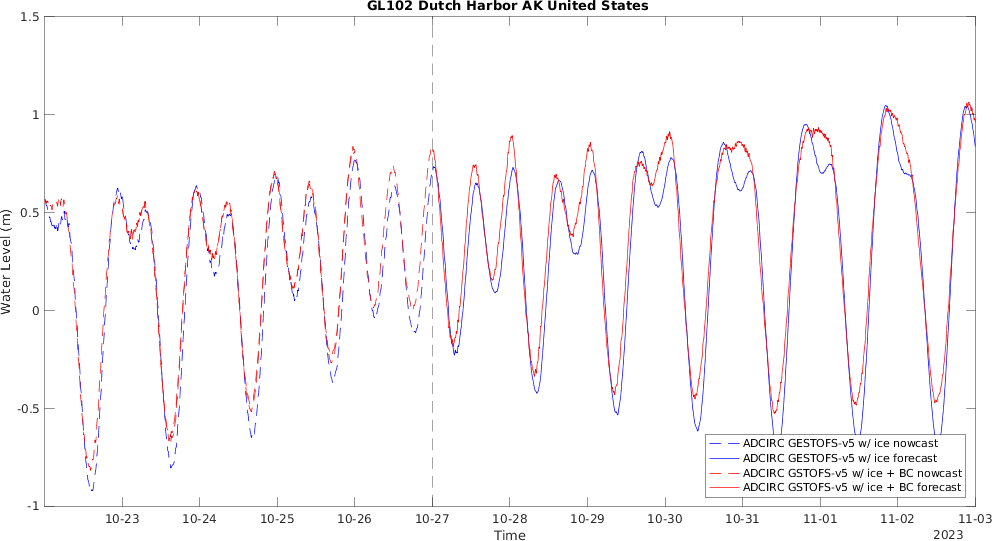 GL102 Dutch Harbor AK United States
1.5
1
0.5
0
-0.5
-1
Water Level (m)
ADCIRC GESTOFS-v5 w/ ice nowcast
ADCIRC GESTOFS-v5 w/ ice forecast
ADCIRC GSTOFS-v5 w/ ice + BC nowcast
ADCIRC GSTOFS-v5 w/ ice + BC forecast
10-23 10-24 10-25 10-26 10-27 10-28 10-29 10-30 10-31 11-01 11-02 11-03
Time
2023